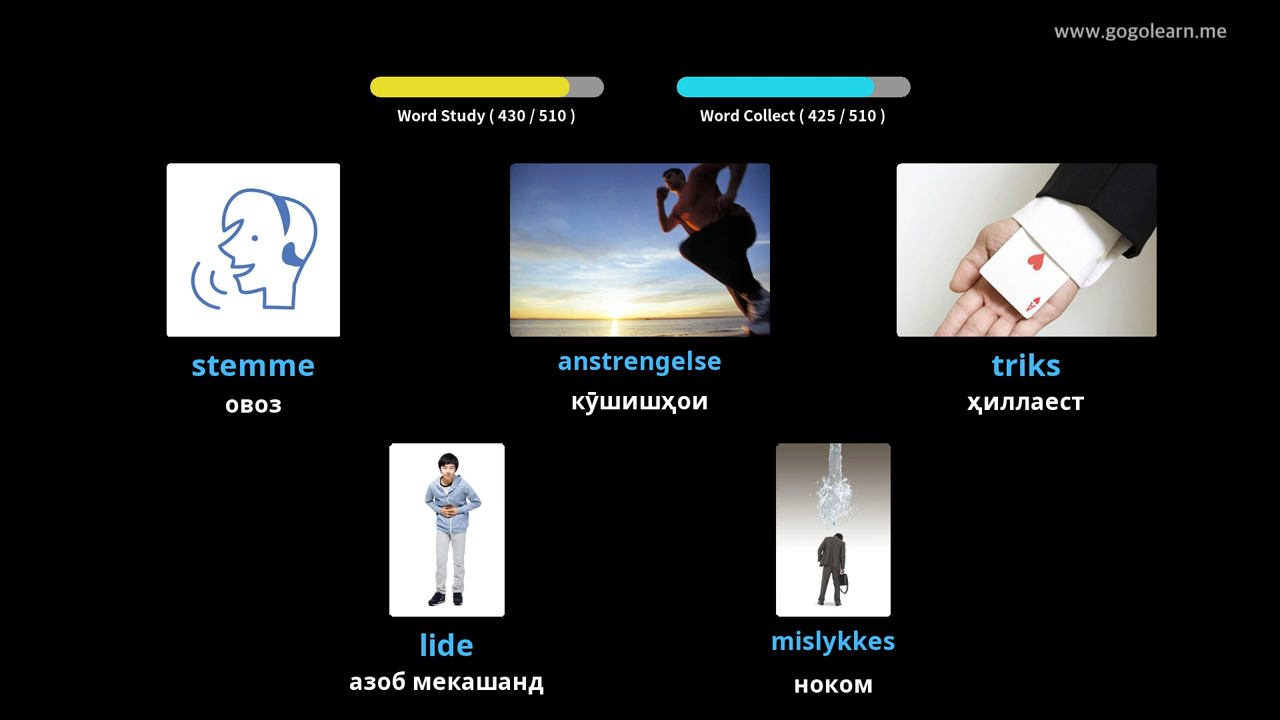 www.gogolearn.me
Word Study ( 430 / 510 )
Word Collect ( 425 / 510 )
stemme
овоз
anstrengelse
кӯшишҳои
triks
ҳиллаест
lide
азоб мекашанд
mislykkes
ноком